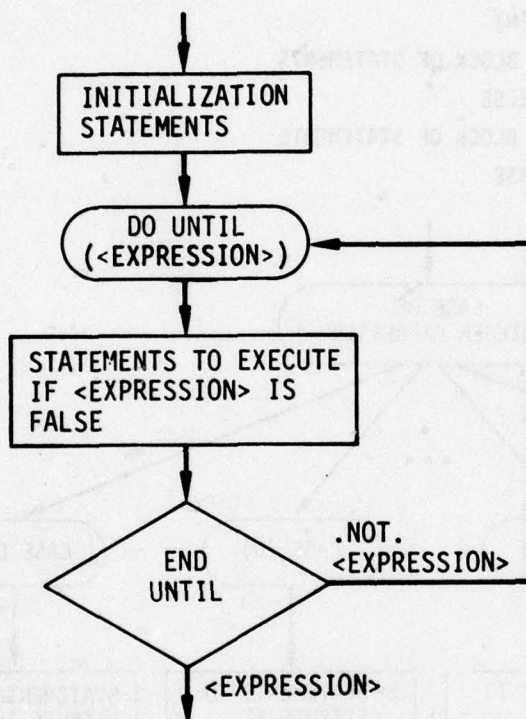 INITIALIZATION
STATEMENTS
DO UNTIL
(<EXPRESSION>)
STATEMENTS TO EXECUTE
IF <EXPRESSION> IS
FALSE
END
UNTIL
.NOT.
<EXPRESSION>
<EXPRESSION>